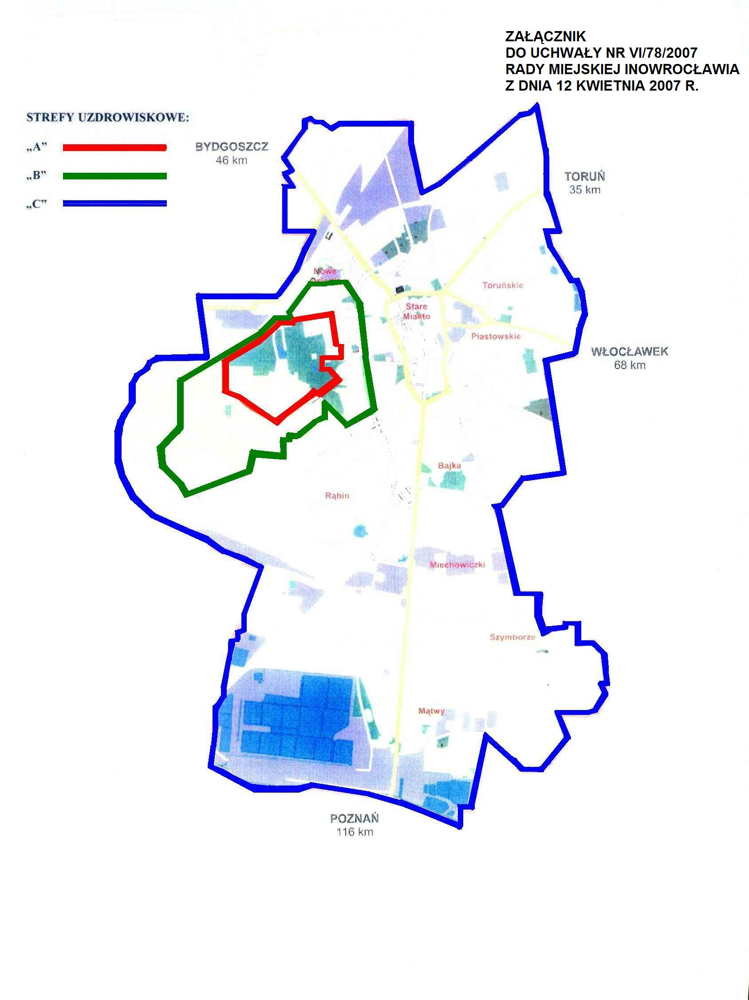 ZAŁĄCZNIK
DO UCHWAŁY NR VI/78/2007
RADY MIEJSKIEJ INOWROCŁAWIA
Z DNIA 12 KWIETNIA 2007 R.
STREFY UZDROWISKOWE:
„A”
„B”
„C”
BYDGOSZCZ
46 km
TORUŃ
35 km
Nowe
Toruńskie
Stare
Miasto
Piastowskie
WŁOCŁAWEK
68 km
Bajka
Rąbin
Miechowiczki
Szymborze
Mątwy
POZNAŃ
116 km